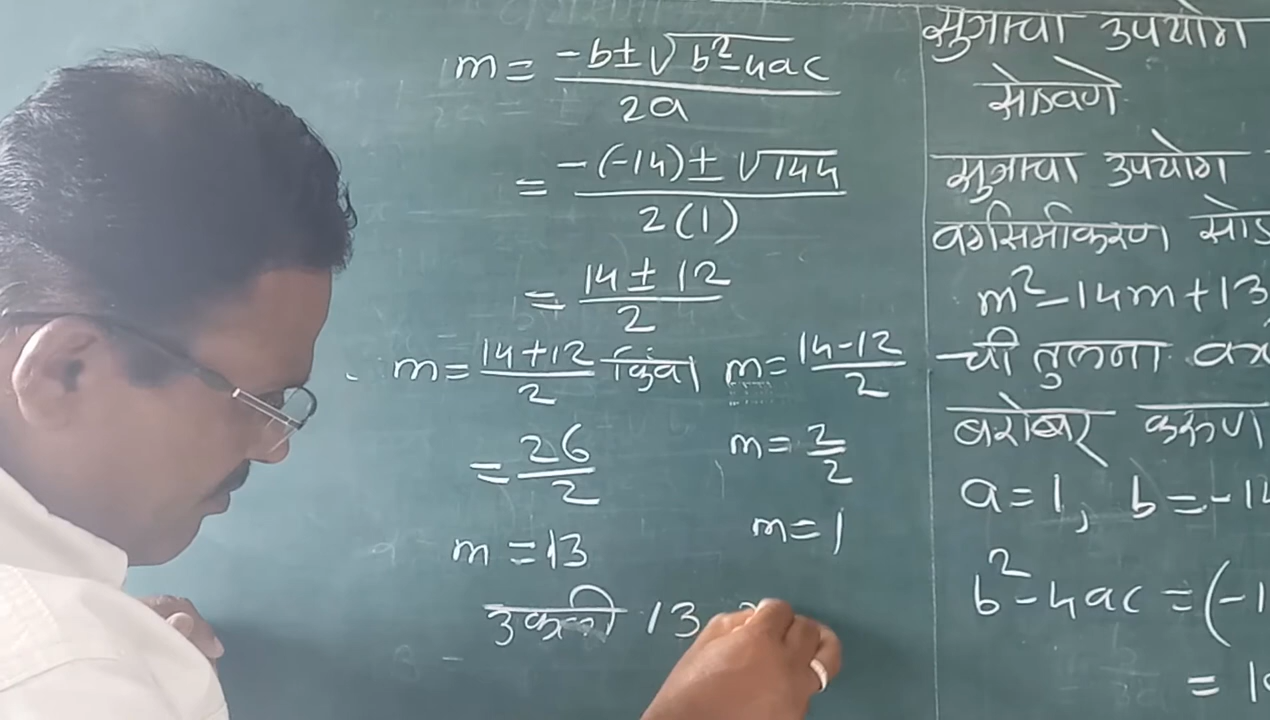 m = -b ± √b² - 4ac / 2a
= -(-14) ± √144 / 2(1)
= 14 ± 12 / 2
m = 14 + 12 / 2 किंवा m = 14 - 12 / 2
= 26 / 2 m = 2 / 2
m = 13 m = 1
उकली 13
सुत्राचा उपयोग
सोडवणे
सुत्राचा उपयोग
वर्गसमीकरण सोड
m² - 14m + 13
ची तुलना
बरोबर करून
a = 1, b = -14
b² - 4ac = (-1
= 1